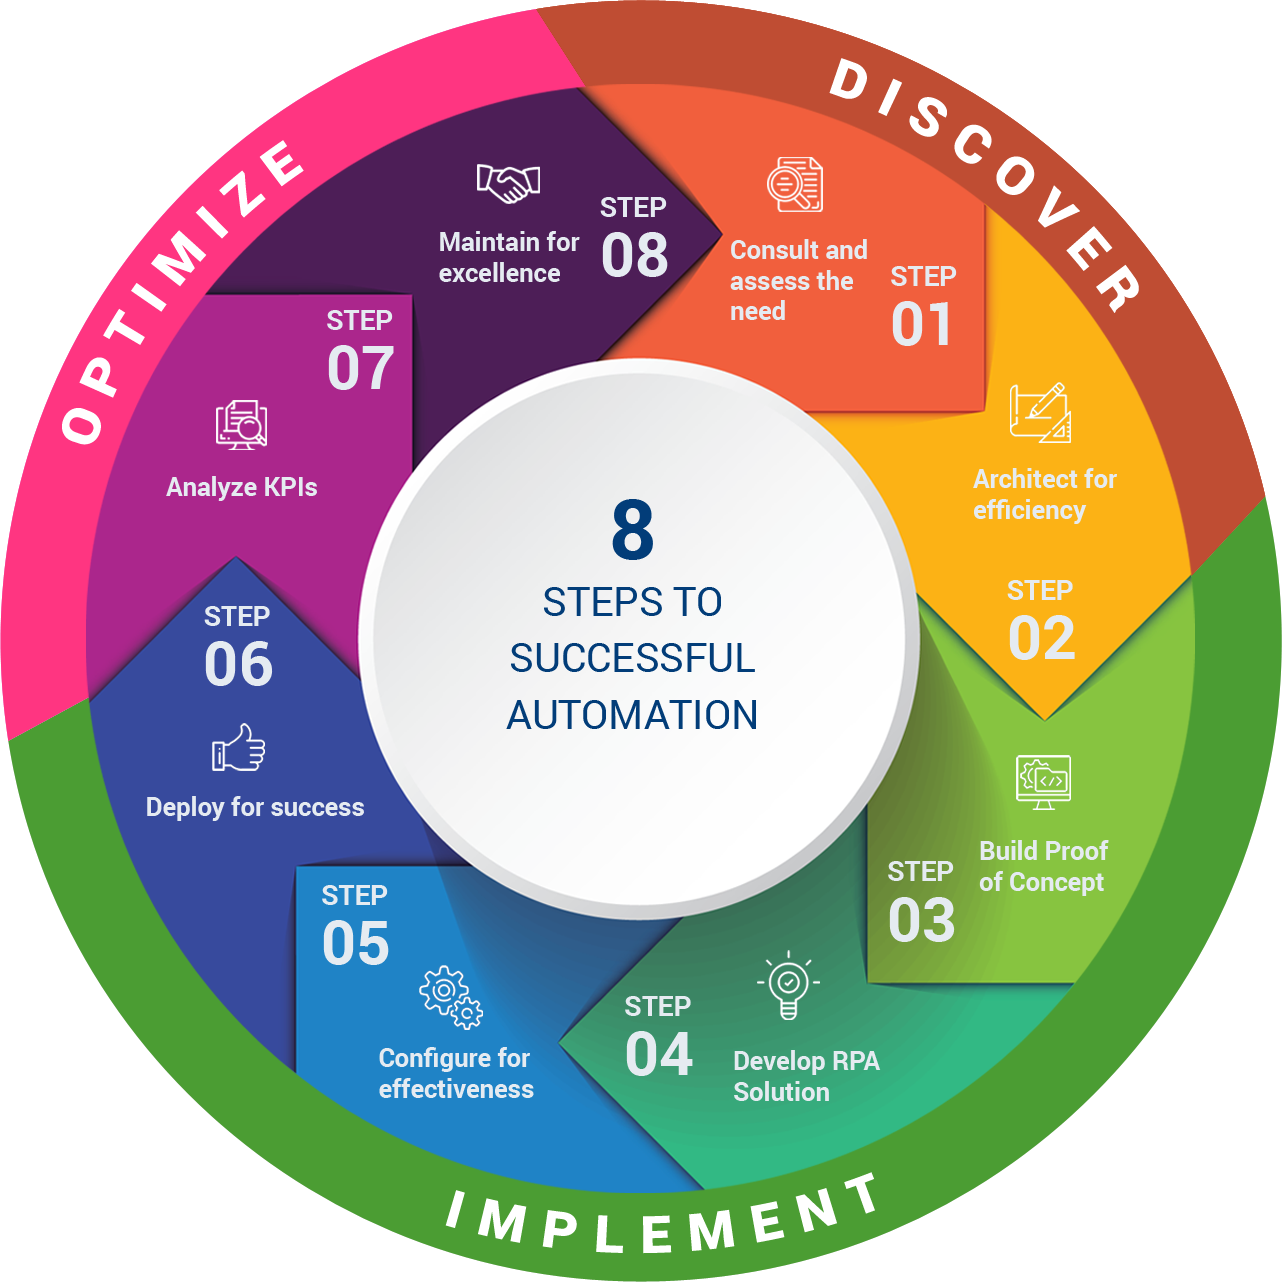 8
STEPS TO
SUCCESSFUL
AUTOMATION
DISCOVER
Consult and
assess the
need
STEP
01
Architect for
efficiency
STEP
02
IMPLEMENT
Build Proof
of Concept
STEP
03
Develop RPA
Solution
STEP
04
STEP
05
Configure for
effectiveness
STEP
06
Deploy for success
OPTIMIZE
STEP
07
Analyze KPIs
Maintain for
excellence
STEP
08